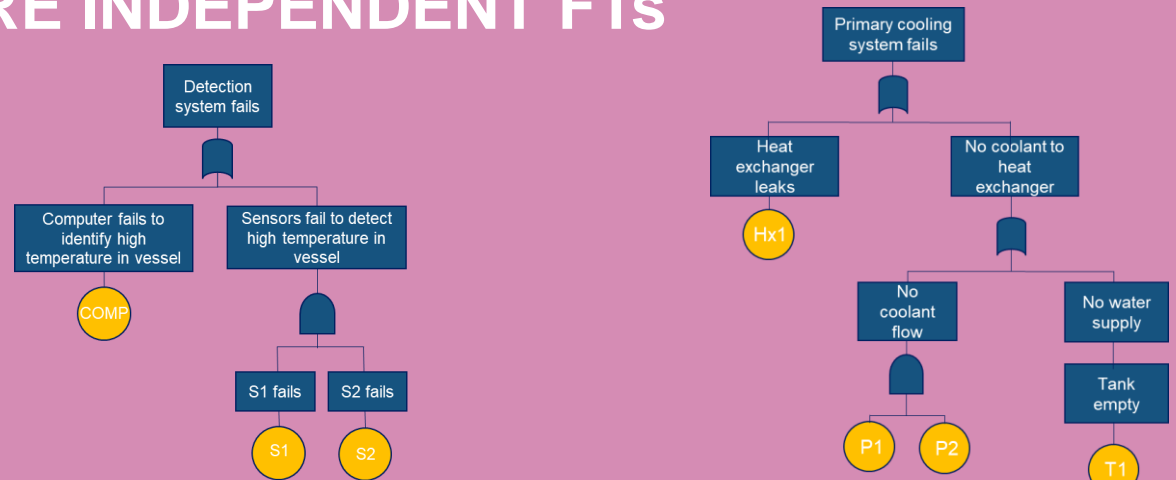 RE INDEPENDENT FTs
Detection
system fails
Computer fails to
identify high
temperature in vessel
COMP
Sensors fail to detect
high temperature in
vessel
S1 fails
S2 fails
S1
S2
Primary cooling
system fails
Heat
exchanger
leaks
Hx1
No coolant to
heat
exchanger
No
coolant
flow
P1
P2
No water
supply
Tank
empty
T1